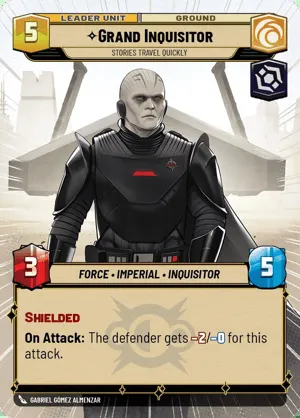 LEADER UNIT
GROUND
5
GRAND INQUISITOR
STORIES TRAVEL QUICKLY
3
FORCE • IMPERIAL • INQUISITOR
5
SHIELDED
On Attack: The defender gets -2/-0 for this
attack.
GABRIEL GÓMEZ ALMENZAR